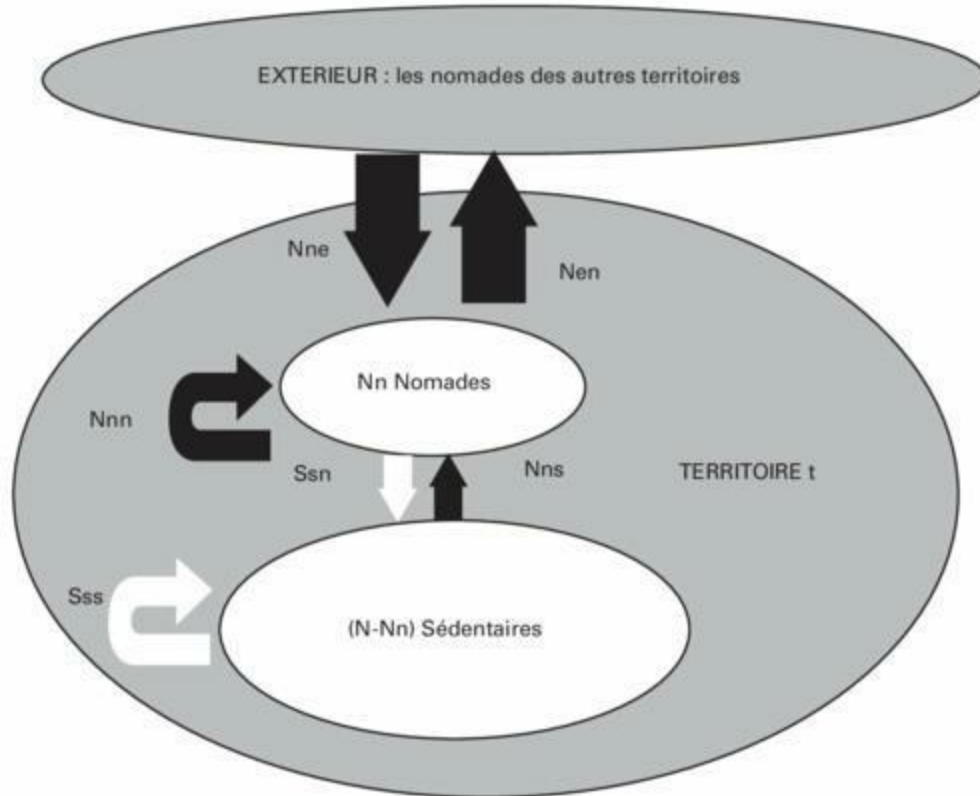 EXTERIEUR : les nomades des autres territoires
Nne
Nen
Nn Nomades
Nnn
Ssn
Nns
TERRITOIRE t
Sss
(N-Nn) Sédentaires